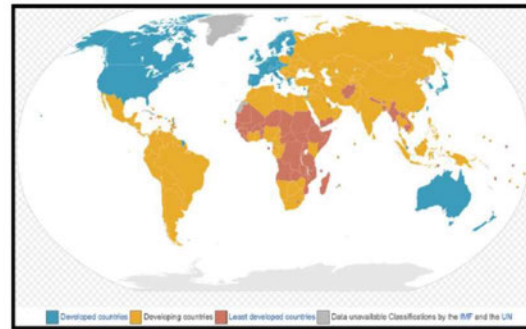 Developed countries Developing countries Least developed countries Data unavailable Classifications by the IMF and the UN